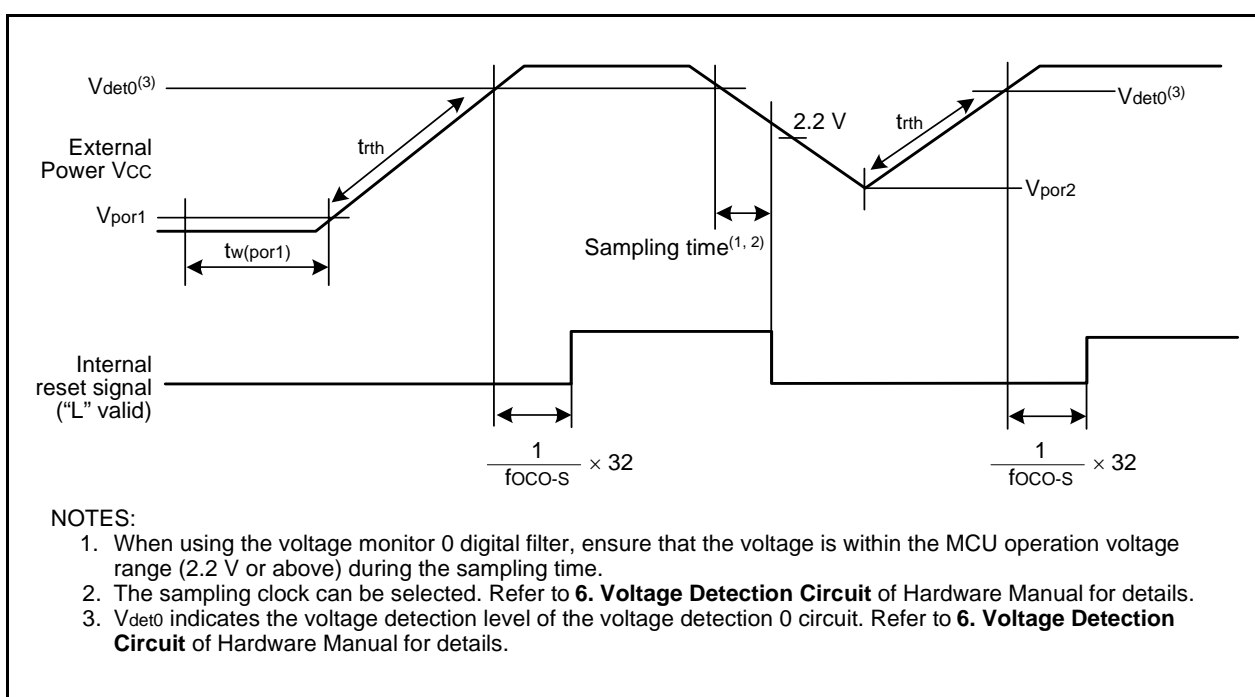 Vdet0(3)
2.2 V
Vdet0(3)
External
Power VCC
trth
trth
Vpor1
Vpor2
tw(por1)
Sampling time(1, 2)
Internal
reset signal
(“L” valid)
1
fOCO-S
× 32
1
fOCO-S
× 32
NOTES:
1. When using the voltage monitor 0 digital filter, ensure that the voltage is within the MCU operation voltage
range (2.2 V or above) during the sampling time.
2. The sampling clock can be selected. Refer to 6. Voltage Detection Circuit of Hardware Manual for details.
3. Vdet0 indicates the voltage detection level of the voltage detection 0 circuit. Refer to 6. Voltage Detection
Circuit of Hardware Manual for details.